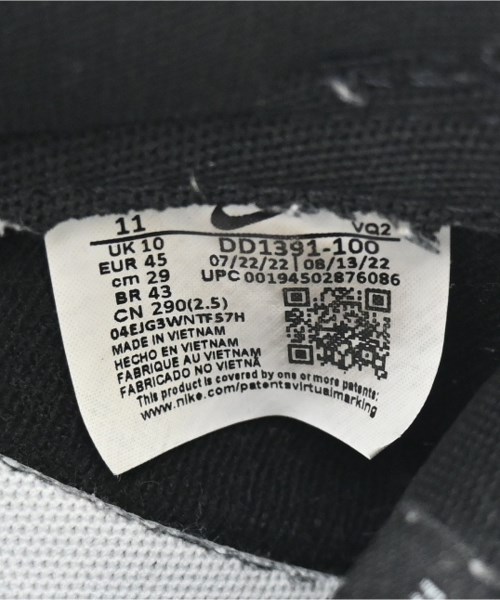 11 VQ2
UK 10 DD1391-100
EUR 45 07/22/22 | 08/13/22
cm 29 UPC 00194502876086
BR 43
CN 290(2.5)
04EJG3WNTFS7H
MADE IN VIETNAM
HECHO EN VIETNAM
FABRIQUE AU VIETNAM
FABRICADO NO VIETNÃ
This product is covered by one or more patents:
www.nike.com/patentsvirtualmarking